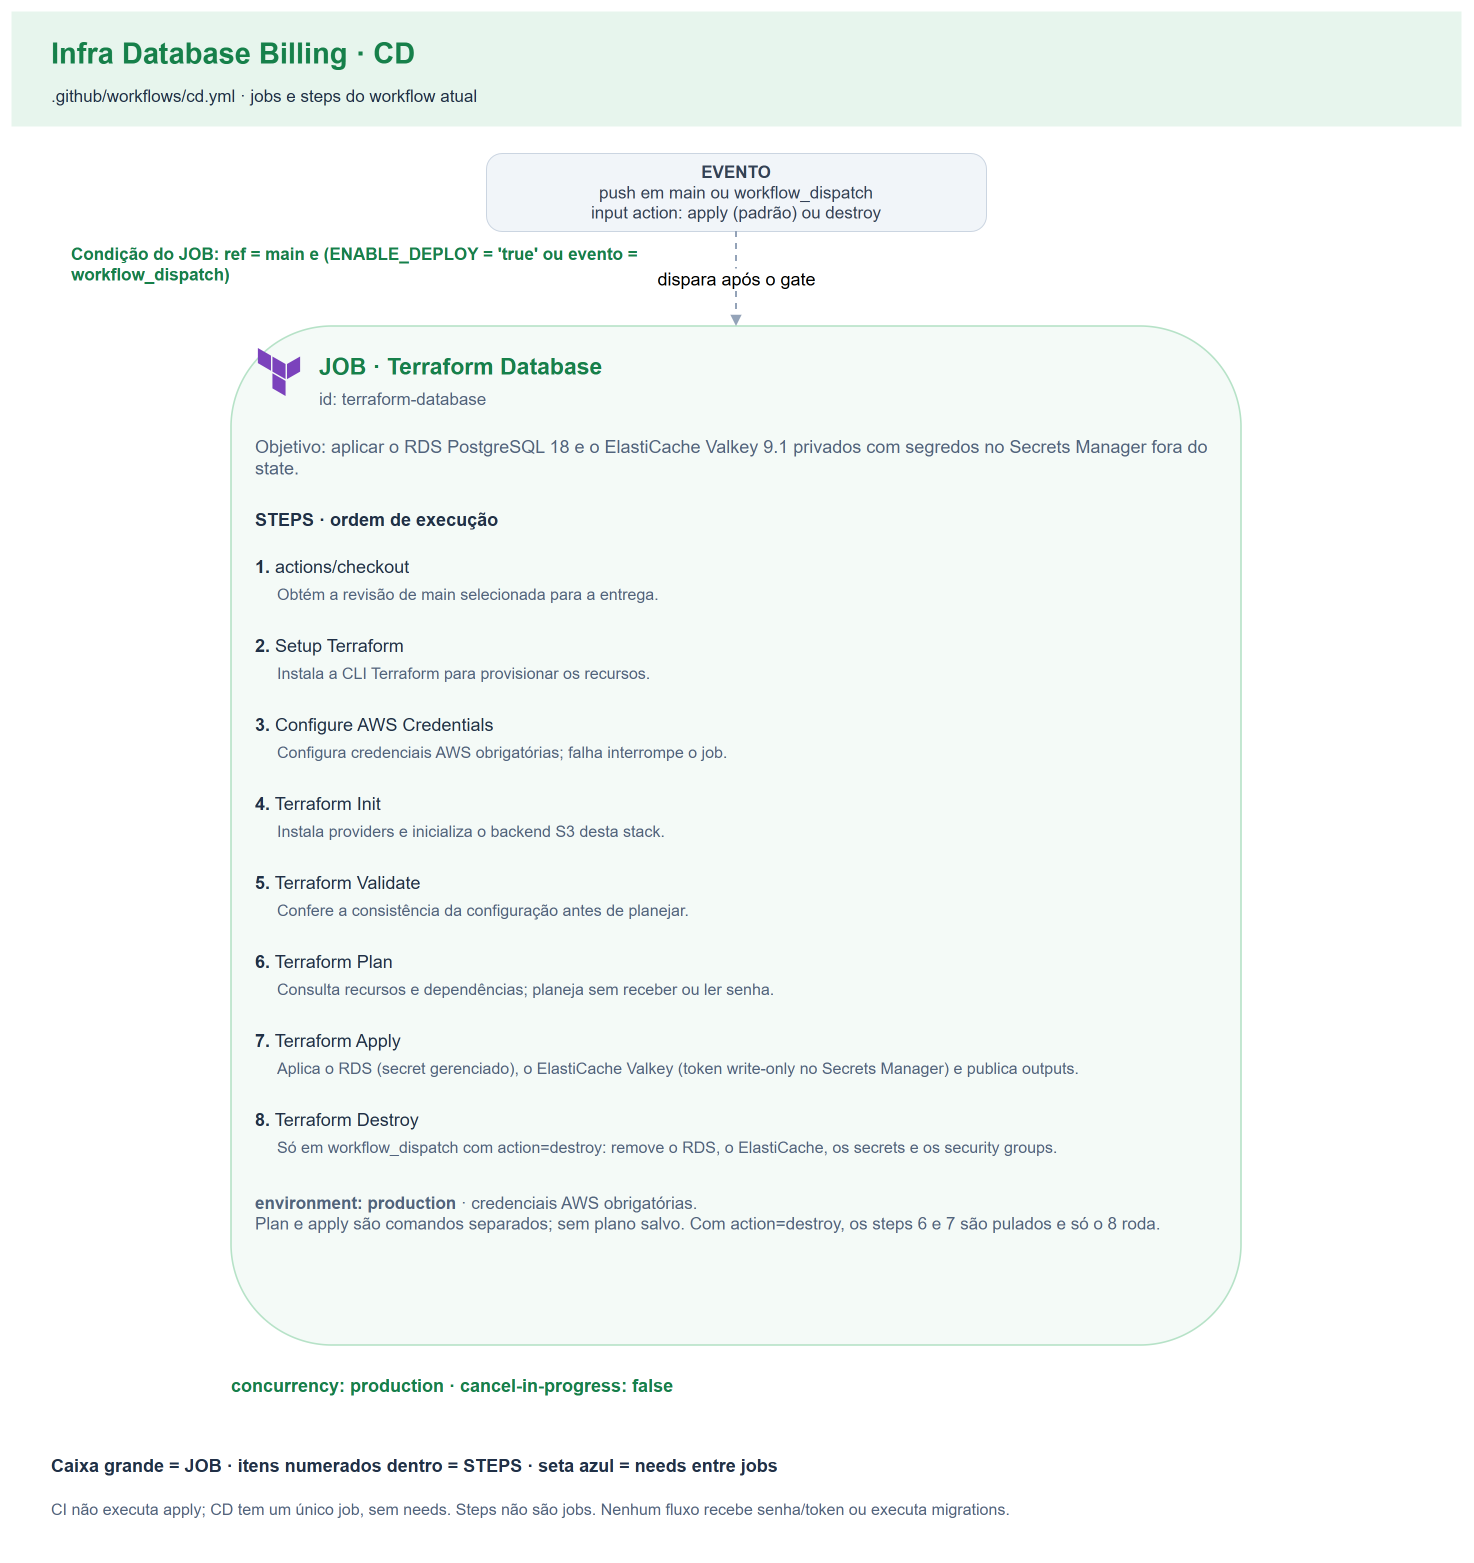 Infra Database Billing · CD
.github/workflows/cd.yml · jobs e steps do workflow atual
EVENTO
push em main ou workflow_dispatch
input action: apply (padrão) ou destroy
Condição do JOB: ref = main e (ENABLE_DEPLOY = 'true' ou evento =
workflow_dispatch)
dispara após o gate
JOB · Terraform Database
id: terraform-database
Objetivo: aplicar o RDS PostgreSQL 18 e o ElastiCache Valkey 9.1 privados com segredos no Secrets Manager fora do
state.
STEPS · ordem de execução
1. actions/checkout
Obtém a revisão de main selecionada para a entrega.
2. Setup Terraform
Instala a CLI Terraform para provisionar os recursos.
3. Configure AWS Credentials
Configura credenciais AWS obrigatórias; falha interrompe o job.
4. Terraform Init
Instala providers e inicializa o backend S3 desta stack.
5. Terraform Validate
Confere a consistência da configuração antes de planejar.
6. Terraform Plan
Consulta recursos e dependências; planeja sem receber ou ler senha.
7. Terraform Apply
Aplica o RDS (secret gerenciado), o ElastiCache Valkey (token write-only no Secrets Manager) e publica outputs.
8. Terraform Destroy
Só em workflow_dispatch com action=destroy: remove o RDS, o ElastiCache, os secrets e os security groups.
environment: production · credenciais AWS obrigatórias.
Plan e apply são comandos separados; sem plano salvo. Com action=destroy, os steps 6 e 7 são pulados e só o 8 roda.
concurrency: production · cancel-in-progress: false
Caixa grande = JOB · itens numerados dentro = STEPS · seta azul = needs entre jobs
CI não executa apply; CD tem um único job, sem needs. Steps não são jobs. Nenhum fluxo recebe senha/token ou executa migrations.